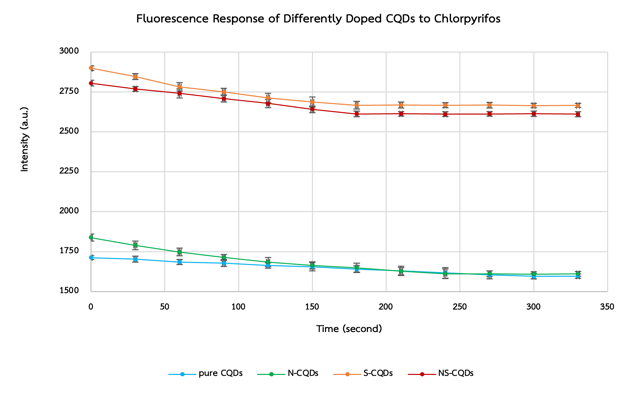 Fluorescence Response of Differently Doped CQDs to Chlorpyrifos
3000
2750
2500
2250
2000
1750
1500
Intensity (a.u.)
0 50 100 150 200 250 300 350
Time (second)
pure CQDs N-CQDs S-CQDs NS-CQDs